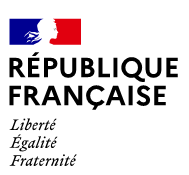 RÉPUBLIQUE
FRANÇAISE
Liberté
Égalité
Fraternité